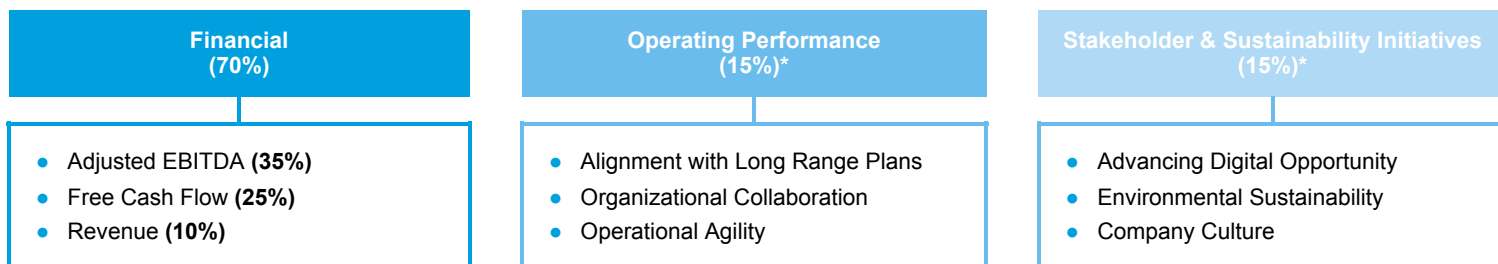 Financial
(70%)
● Adjusted EBITDA (35%)
● Free Cash Flow (25%)
● Revenue (10%)
Operating Performance
(15%)*
● Alignment with Long Range Plans
● Organizational Collaboration
● Operational Agility
Stakeholder & Sustainability Initiatives
(15%)*
● Advancing Digital Opportunity
● Environmental Sustainability
● Company Culture